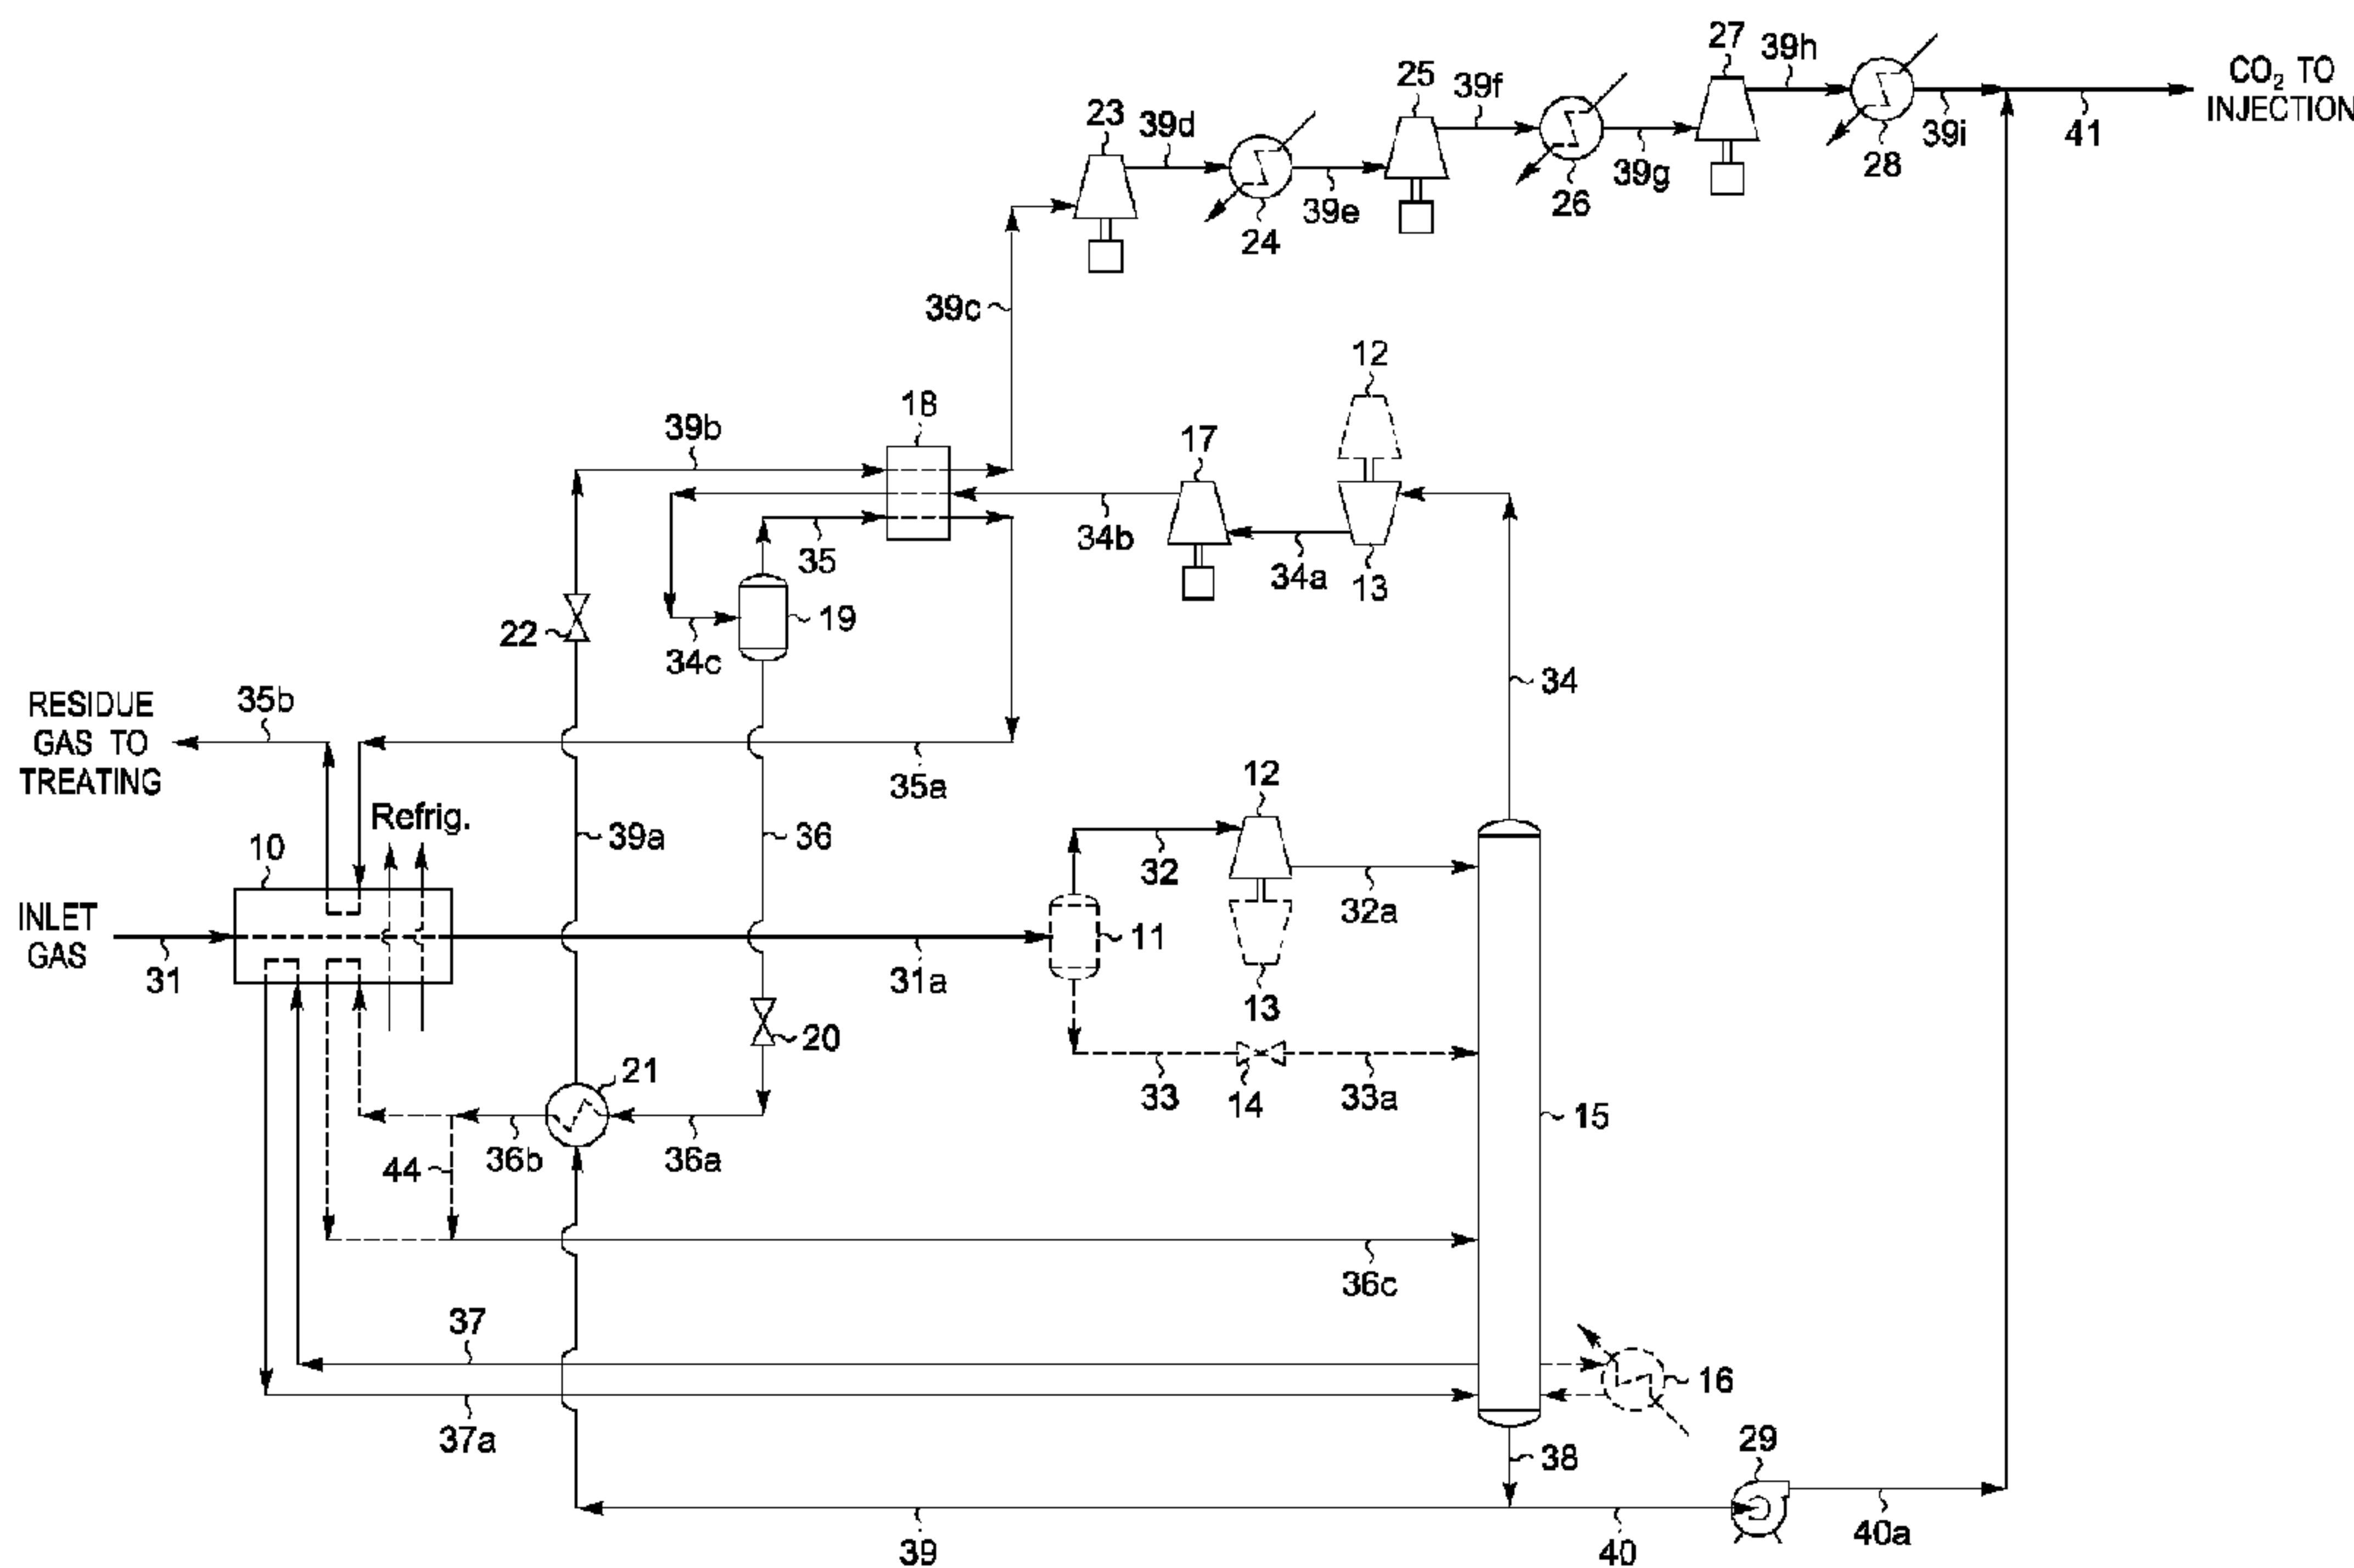 27
39h
CO₂ TO
INJECTION
25
39f
23
39d
39i
41
28
39g
26
39e
24
39c
12
18
39b
17
34b
34a
13
35
19
22
34c
34
RESIDUE
GAS TO
TREATING
35b
35a
12
Refrig.
10
39a
36
32
32a
INLET
GAS
31
31a
11
13
20
21
33
14
33a
15
36b
36a
44
36c
37
16
37a
38
29
39
40
40a